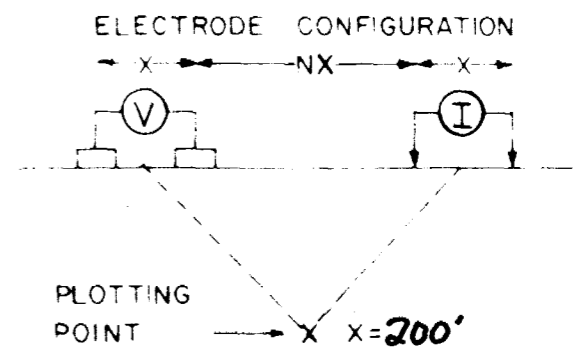 ELECTRODE CONFIGURATION
X NX X
V I
PLOTTING
POINT X X=200'